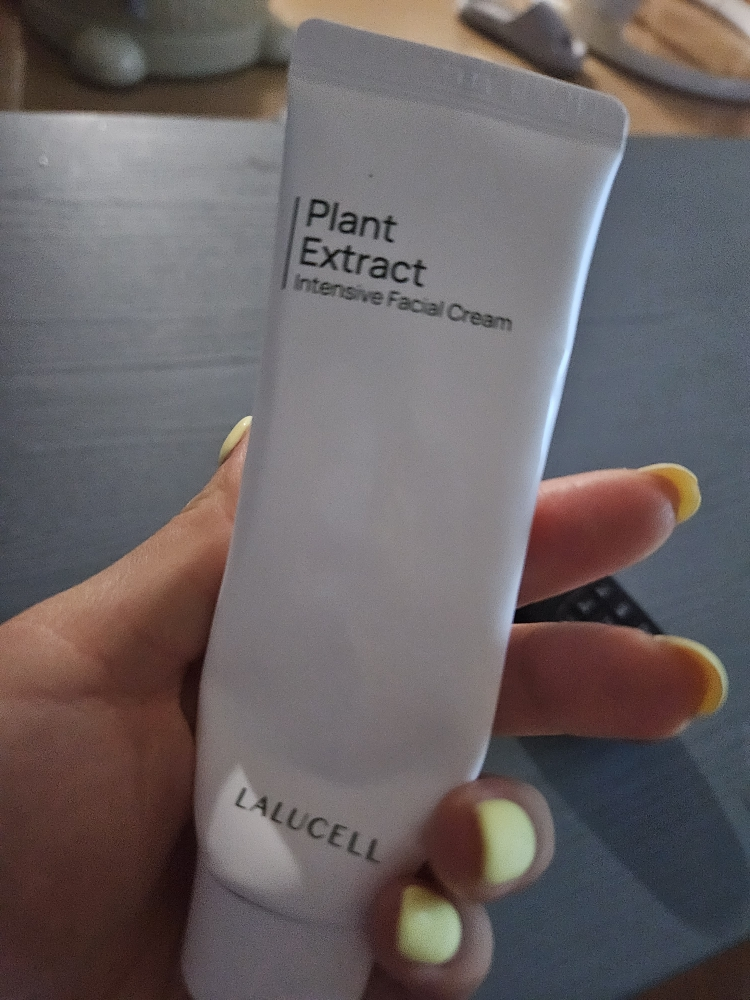 Plant
Extract
Intensive Facial Cream
LALUCELL